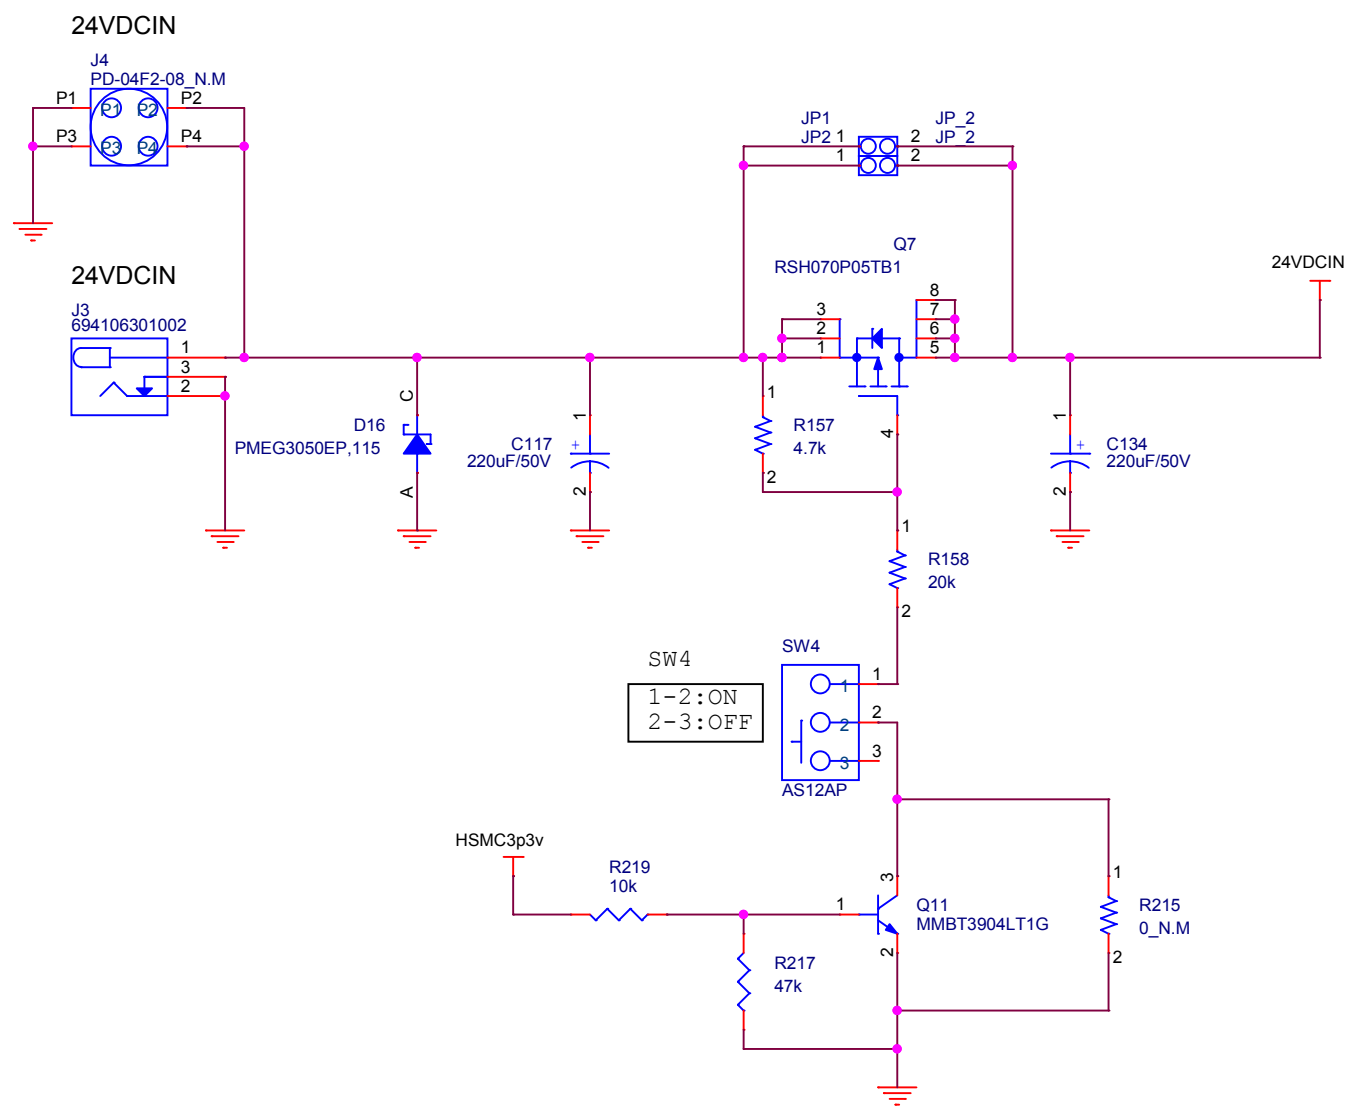 24VDCIN
J4
PD-04F2-08_N.M
P1 P1 P2 P2
P3 P3 P4 P4
JP1 1 2 JP_2
JP2 1 2 JP_2
24VDCIN
J3
694106301002
1
3
2
Q7
RSH070P05TB1
24VDCIN
3 8
2 7
6
1 5
C
D16
PMEG3050EP,115
A
1
C117 +
220uF/50V
2
1
R157
4.7k
2
4
1
+ C134
220uF/50V
2
1
R158
20k
2
SW4
1-2:ON
2-3:OFF
SW4
1 1
2 2
3 3
AS12AP
HSMC3p3v
R219
10k
1
3
Q11
MMBT3904LT1G
2
R217
47k
1
R215
0_N.M
2